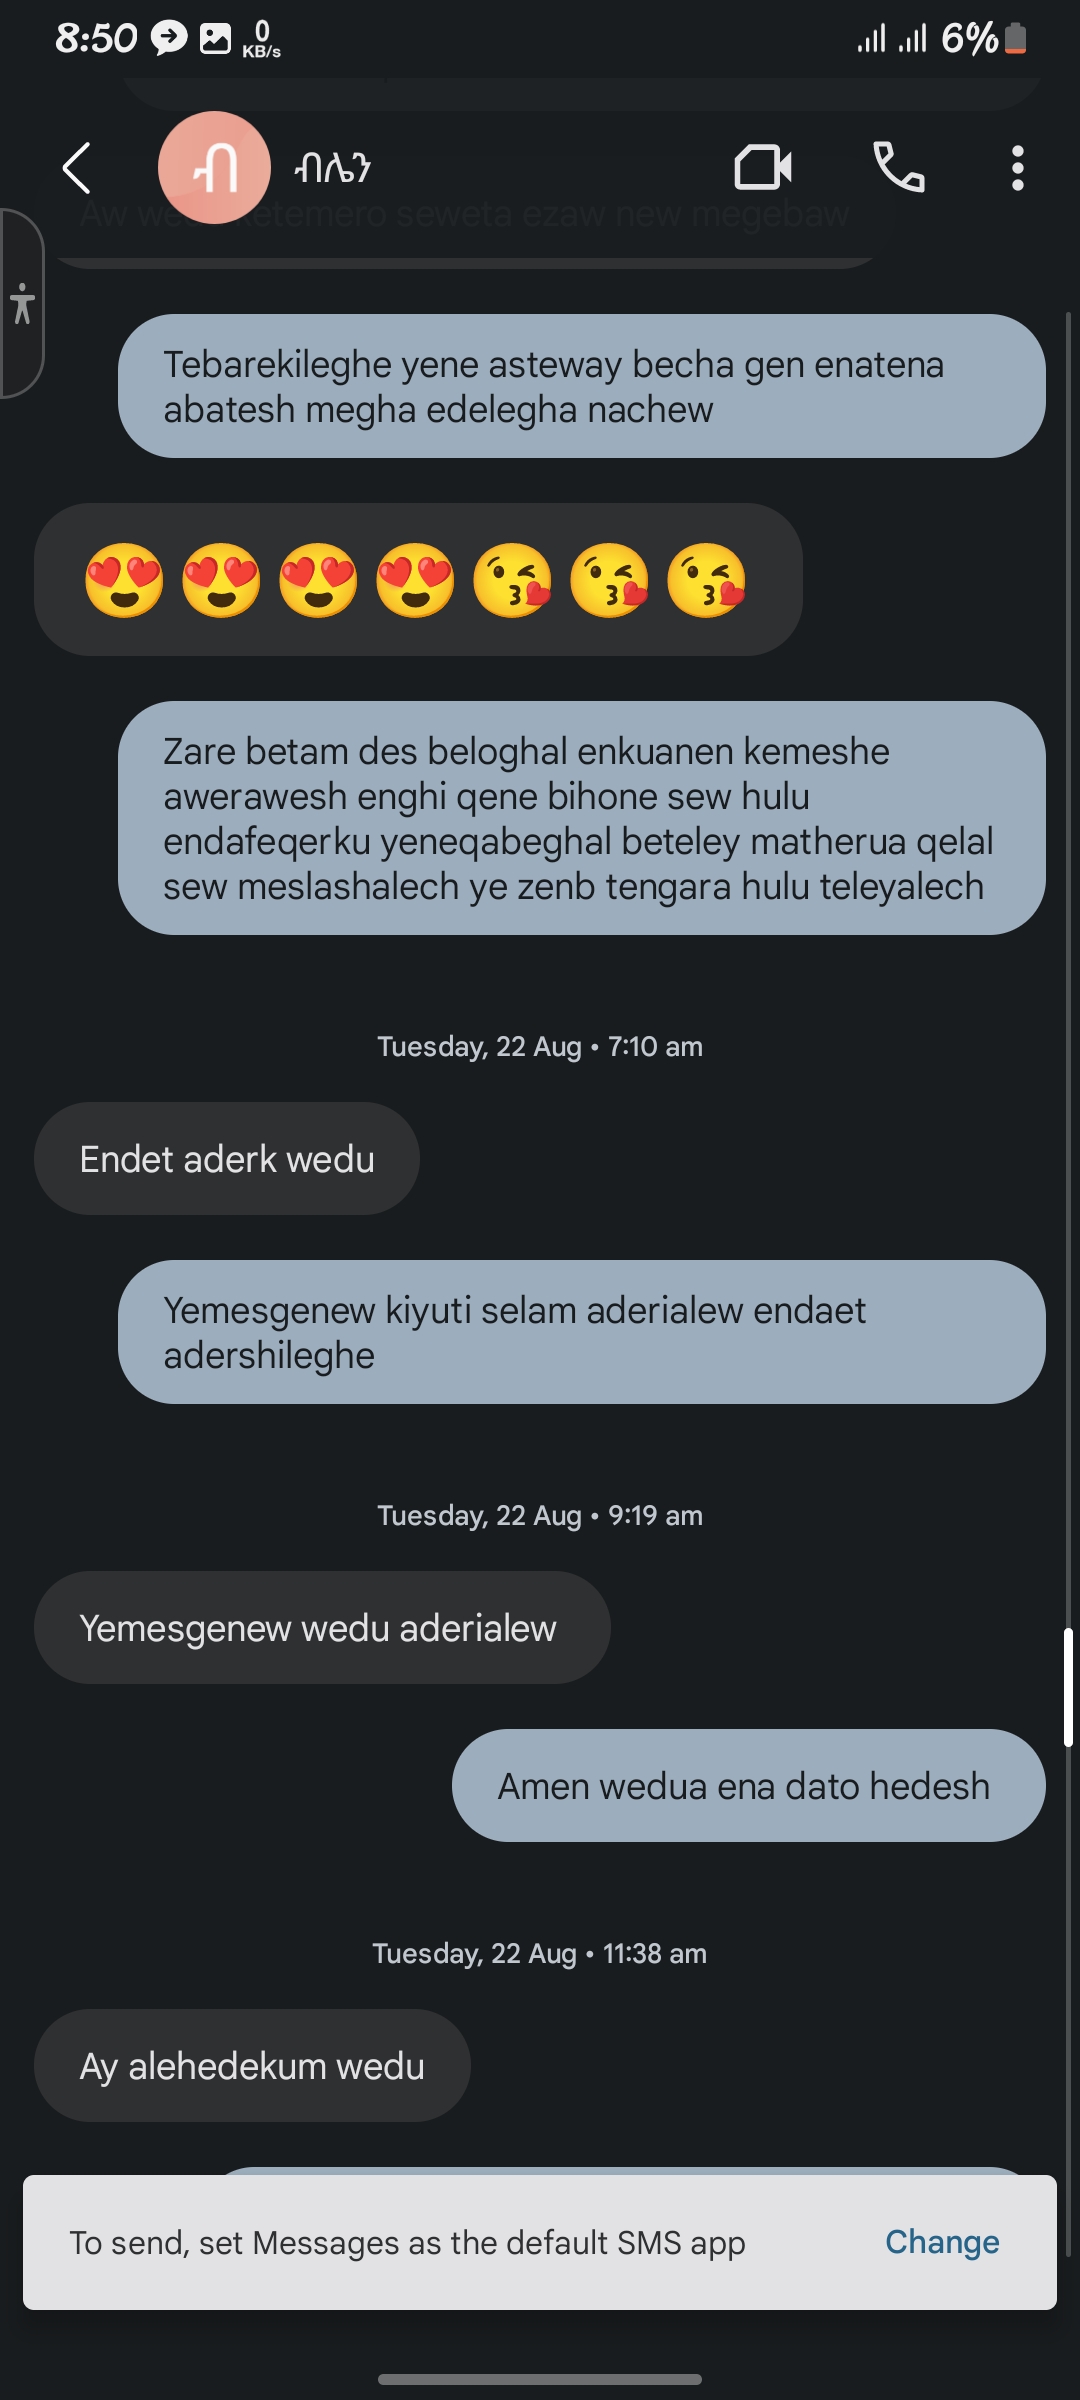 8:50 0 KB/s 6%
ብ ብሌን
Aw we ketemero seweta ezaw new megebaw
Tebarekileghe yene asteway becha gen enatena
abatesh megha edelegha nachew
😍😍😍😍😘😘😘
Zare betam des beloghal enkuanen kemeshe
awerawesh enghi qene bihone sew hulu
endafeqerku yeneqabeghal beteley matherua qelal
sew meslashalech ye zenb tengara hulu teleyalech
Tuesday, 22 Aug • 7:10 am
Endet aderk wedu
Yemesgenew kiyuti selam aderialew endaet
adershileghe
Tuesday, 22 Aug • 9:19 am
Yemesgenew wedu aderialew
Amen wedua ena dato hedesh
Tuesday, 22 Aug • 11:38 am
Ay alehedekum wedu
To send, set Messages as the default SMS app Change